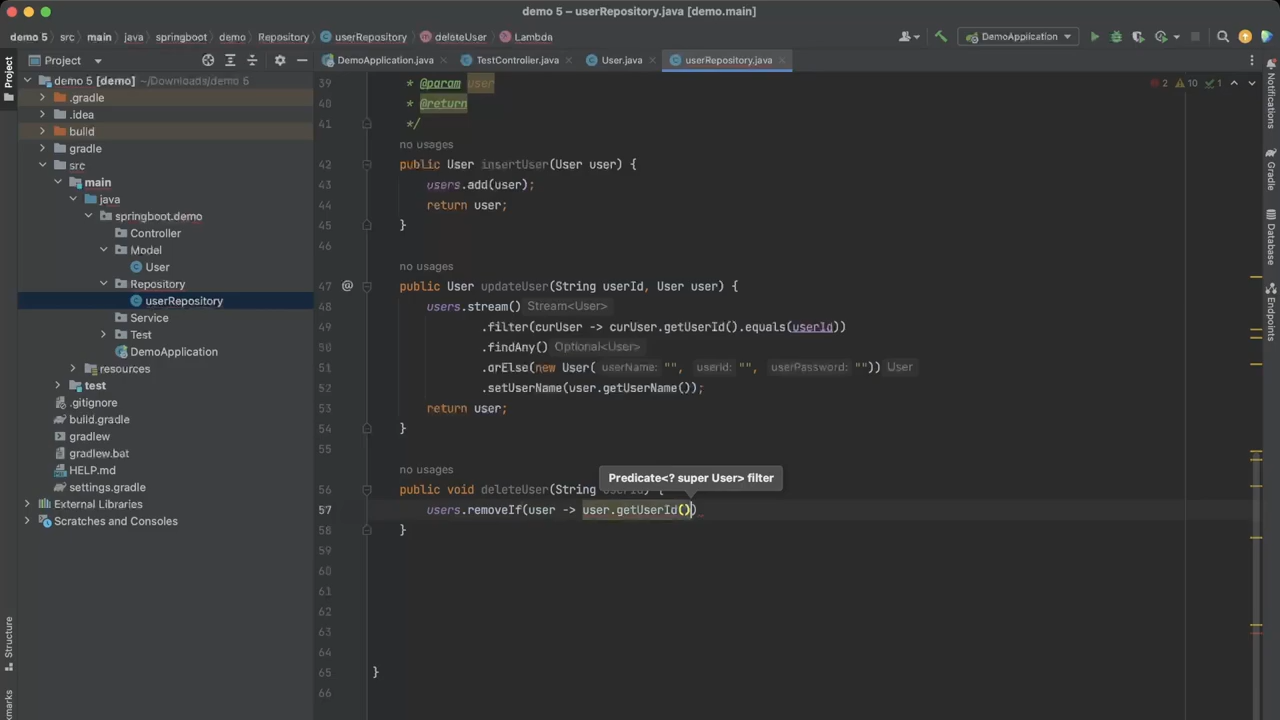 demo 5 – userRepository.java [demo.main]
demo 5 src main java springboot demo Repository userRepository deleteUser Lambda DemoApplication
Project DemoApplication.java TestController.java User.java userRepository.java
2 10 1
demo 5 [demo] ~/Downloads/demo 5
.gradle
.idea
build
gradle
src
main
java
springboot.demo
Controller
Model
User
Repository
userRepository
Service
Test
DemoApplication
resources
test
.gitignore
build.gradle
gradlew
gradlew.bat
HELP.md
settings.gradle
External Libraries
Scratches and Consoles
39 * @param user
40 * @return
41 */
no usages
42 public User insertUser(User user) {
43 users.add(user);
44 return user;
45 }
46
no usages
47 @ public User updateUser(String userId, User user) {
48 users.stream() Stream<User>
49 .filter(curUser -> curUser.getUserId().equals(userId))
50 .findAny() Optional<User>
51 .orElse(new User( userName: "", userid: "", userPassword: "")) User
52 .setUserName(user.getUserName());
53 return user;
54 }
55
no usages
Predicate<? super User> filter
56 public void deleteUser(String userId) {
57 users.removeIf(user -> user.getUserId())
58 }
59
60
61
62
63
64
65 }
66
Project
Structure
Notifications
Gradle
Database
Endpoints